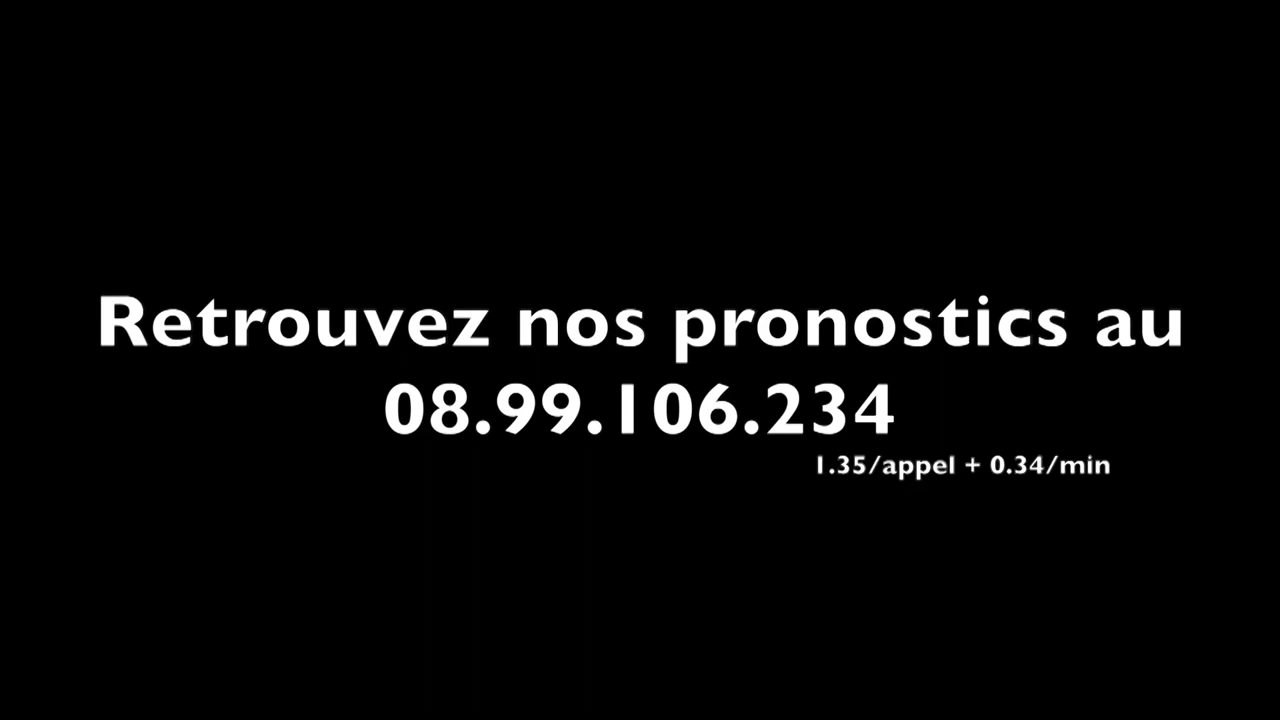 Retrouvez nos pronostics au
08.99.106.234
1.35/appel + 0.34/min